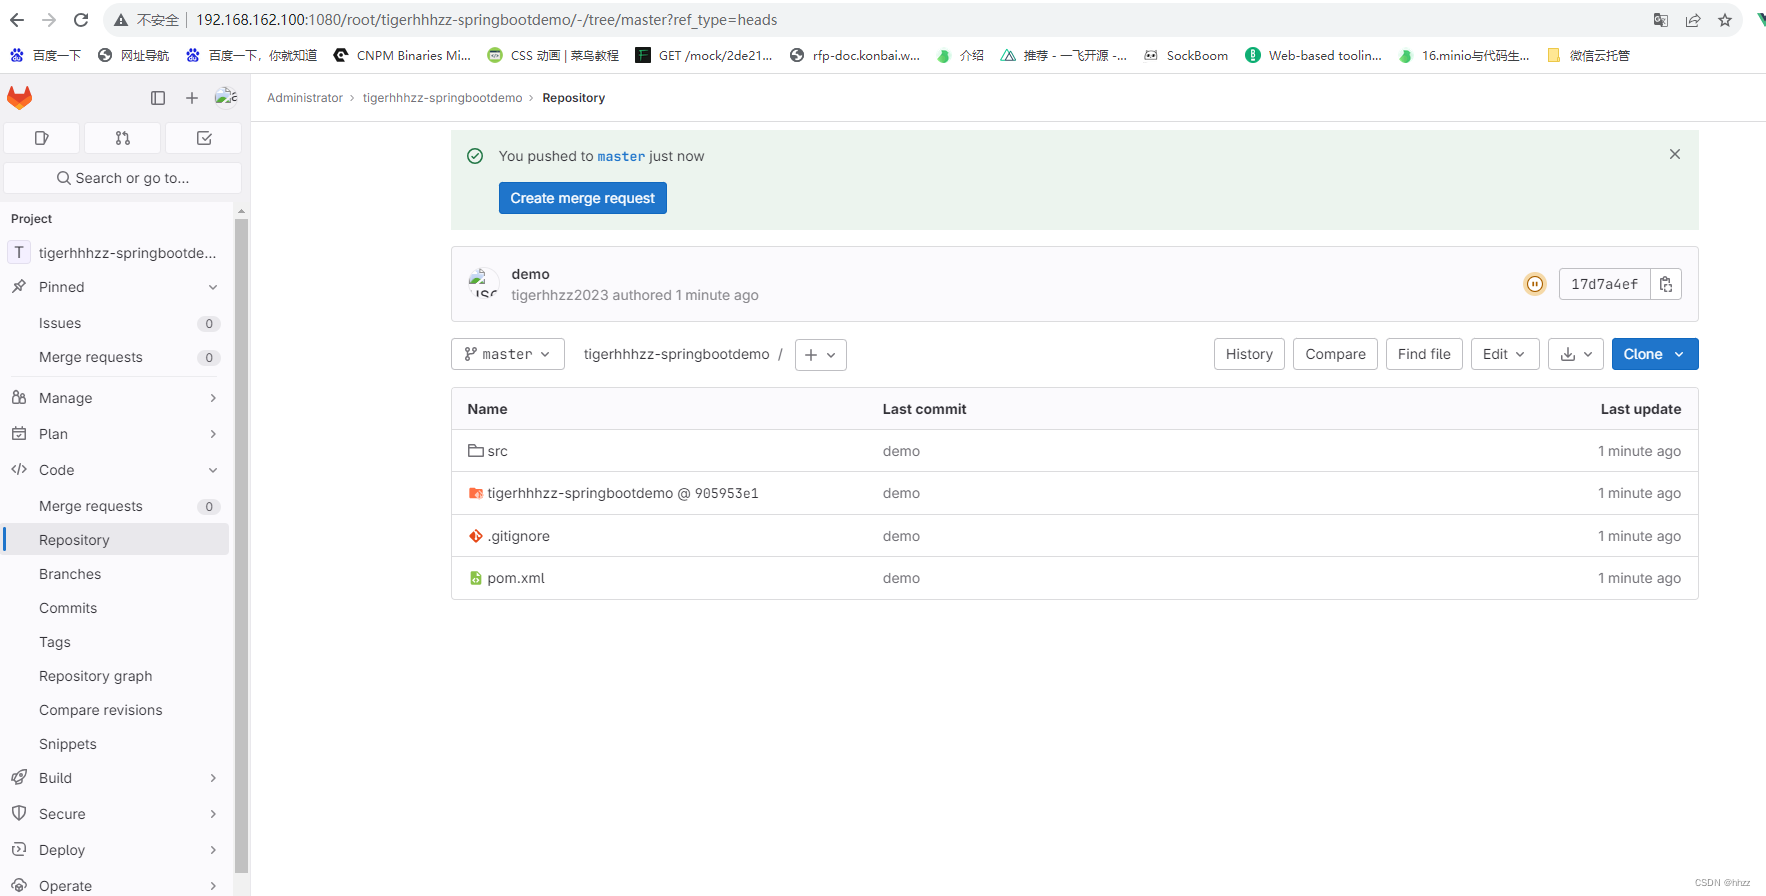 不安全 192.168.162.100:1080/root/tigerhhhzz-springbootdemo/-/tree/master?ref_type=heads
百度一下 网址导航 百度一下，你就知道 CNPM Binaries Mi... CSS 动画 | 菜鸟教程 GET /mock/2de21... rfp-doc.konbai.w... 介绍 推荐 - 一飞开源 -... SockBoom Web-based toolin... 16.minio与代码生... 微信云托管
Administrator › tigerhhhzz-springbootdemo › Repository
Search or go to...
Project
T tigerhhhzz-springbootde...
Pinned
Issues 0
Merge requests 0
Manage
Plan
Code
Merge requests 0
Repository
Branches
Commits
Tags
Repository graph
Compare revisions
Snippets
Build
Secure
Deploy
Operate
You pushed to master just now
Create merge request
demo
tigerhhzz2023 authored 1 minute ago
17d7a4ef
master tigerhhhzz-springbootdemo / + History Compare Find file Edit Clone
Name Last commit Last update
src demo 1 minute ago
tigerhhhzz-springbootdemo @ 905953e1 demo 1 minute ago
.gitignore demo 1 minute ago
pom.xml demo 1 minute ago
CSDN @hhzz